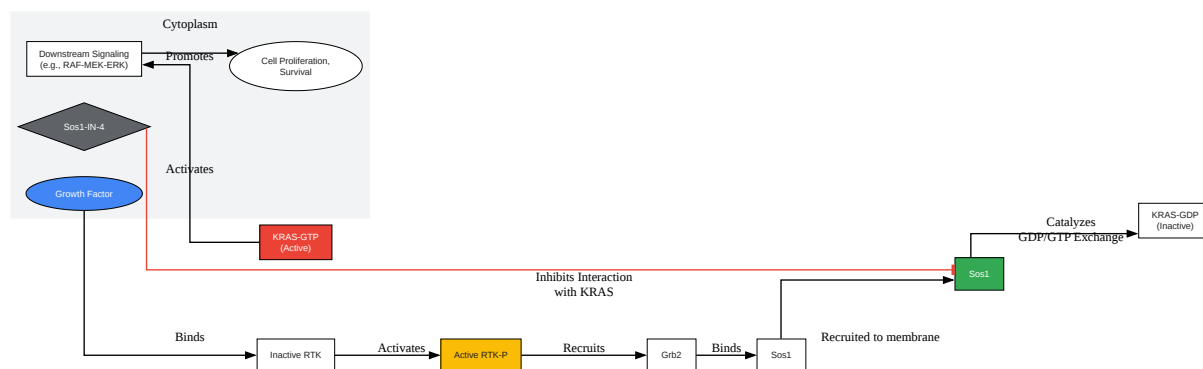 Cytoplasm
Downstream Signaling
(e.g., RAF-MEK-ERK)
Promotes
Cell Proliferation,
Survival
Sos1-IN-4
Activates
Growth Factor
KRAS-GTP
(Active)
KRAS-GDP
(Inactive)
Catalyzes
GDP/GTP Exchange
Sos1
Inhibits Interaction
with KRAS
Binds
Inactive RTK
Activates
Active RTK-P
Recruits
Grb2
Binds
Sos1
Recruited to membrane